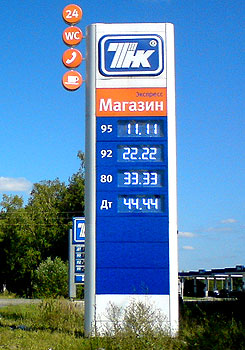 24
WC
ТНК ®
Экспресс
Магазин
95 11.11
92 22.22
80 33.33
Дт 44.44